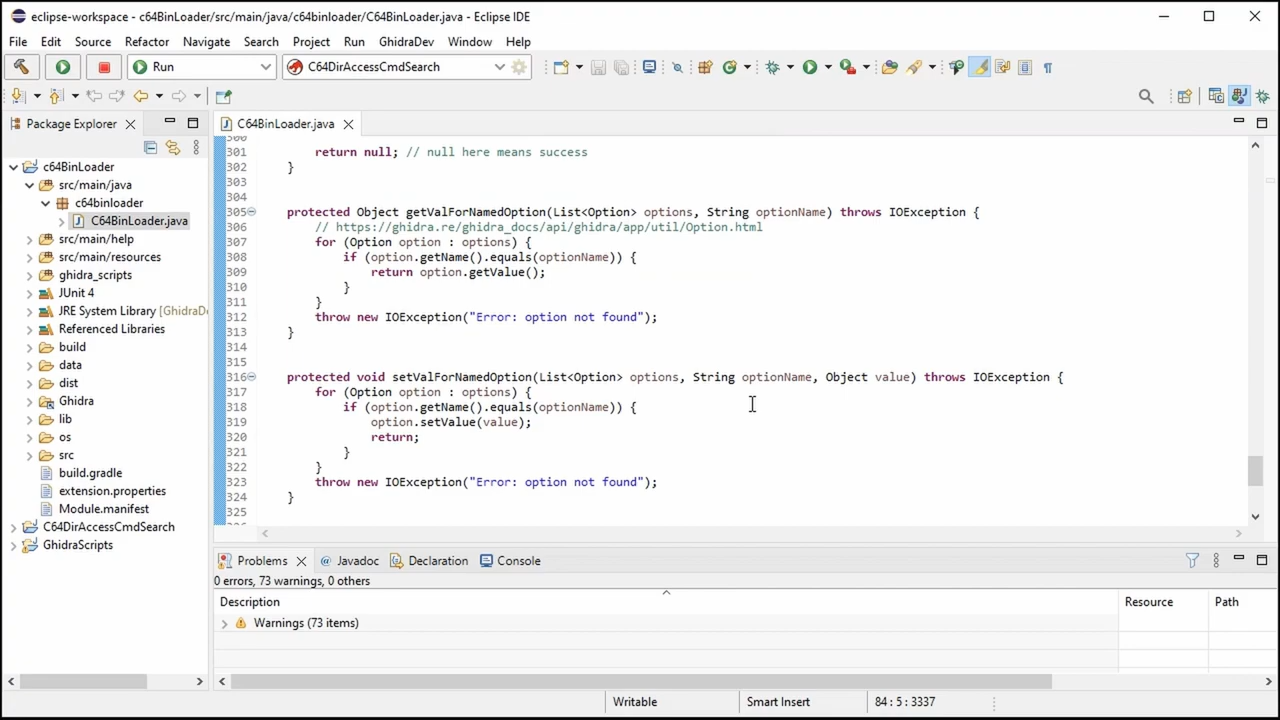 eclipse-workspace - c64BinLoader/src/main/java/c64binloader/C64BinLoader.java - Eclipse IDE
File Edit Source Refactor Navigate Search Project Run GhidraDev Window Help
Run C64DirAccessCmdSearch
Package Explorer
c64BinLoader
src/main/java
c64binloader
C64BinLoader.java
src/main/help
src/main/resources
ghidra_scripts
JUnit 4
JRE System Library [GhidraDe
Referenced Libraries
build
data
dist
Ghidra
lib
os
src
build.gradle
extension.properties
Module.manifest
C64DirAccessCmdSearch
GhidraScripts
C64BinLoader.java
300
301 return null; // null here means success
302 }
303
304
305 protected Object getValForNamedOption(List<Option> options, String optionName) throws IOException {
306 // https://ghidra.re/ghidra_docs/api/ghidra/app/util/Option.html
307 for (Option option : options) {
308 if (option.getName().equals(optionName)) {
309 return option.getValue();
310 }
311 }
312 throw new IOException("Error: option not found");
313 }
314
315
316 protected void setValForNamedOption(List<Option> options, String optionName, Object value) throws IOException {
317 for (Option option : options) {
318 if (option.getName().equals(optionName)) {
319 option.setValue(value);
320 return;
321 }
322 }
323 throw new IOException("Error: option not found");
324 }
325
Problems Javadoc Declaration Console
0 errors, 73 warnings, 0 others
Description Resource Path
Warnings (73 items)
Writable Smart Insert 84 : 5 : 3337